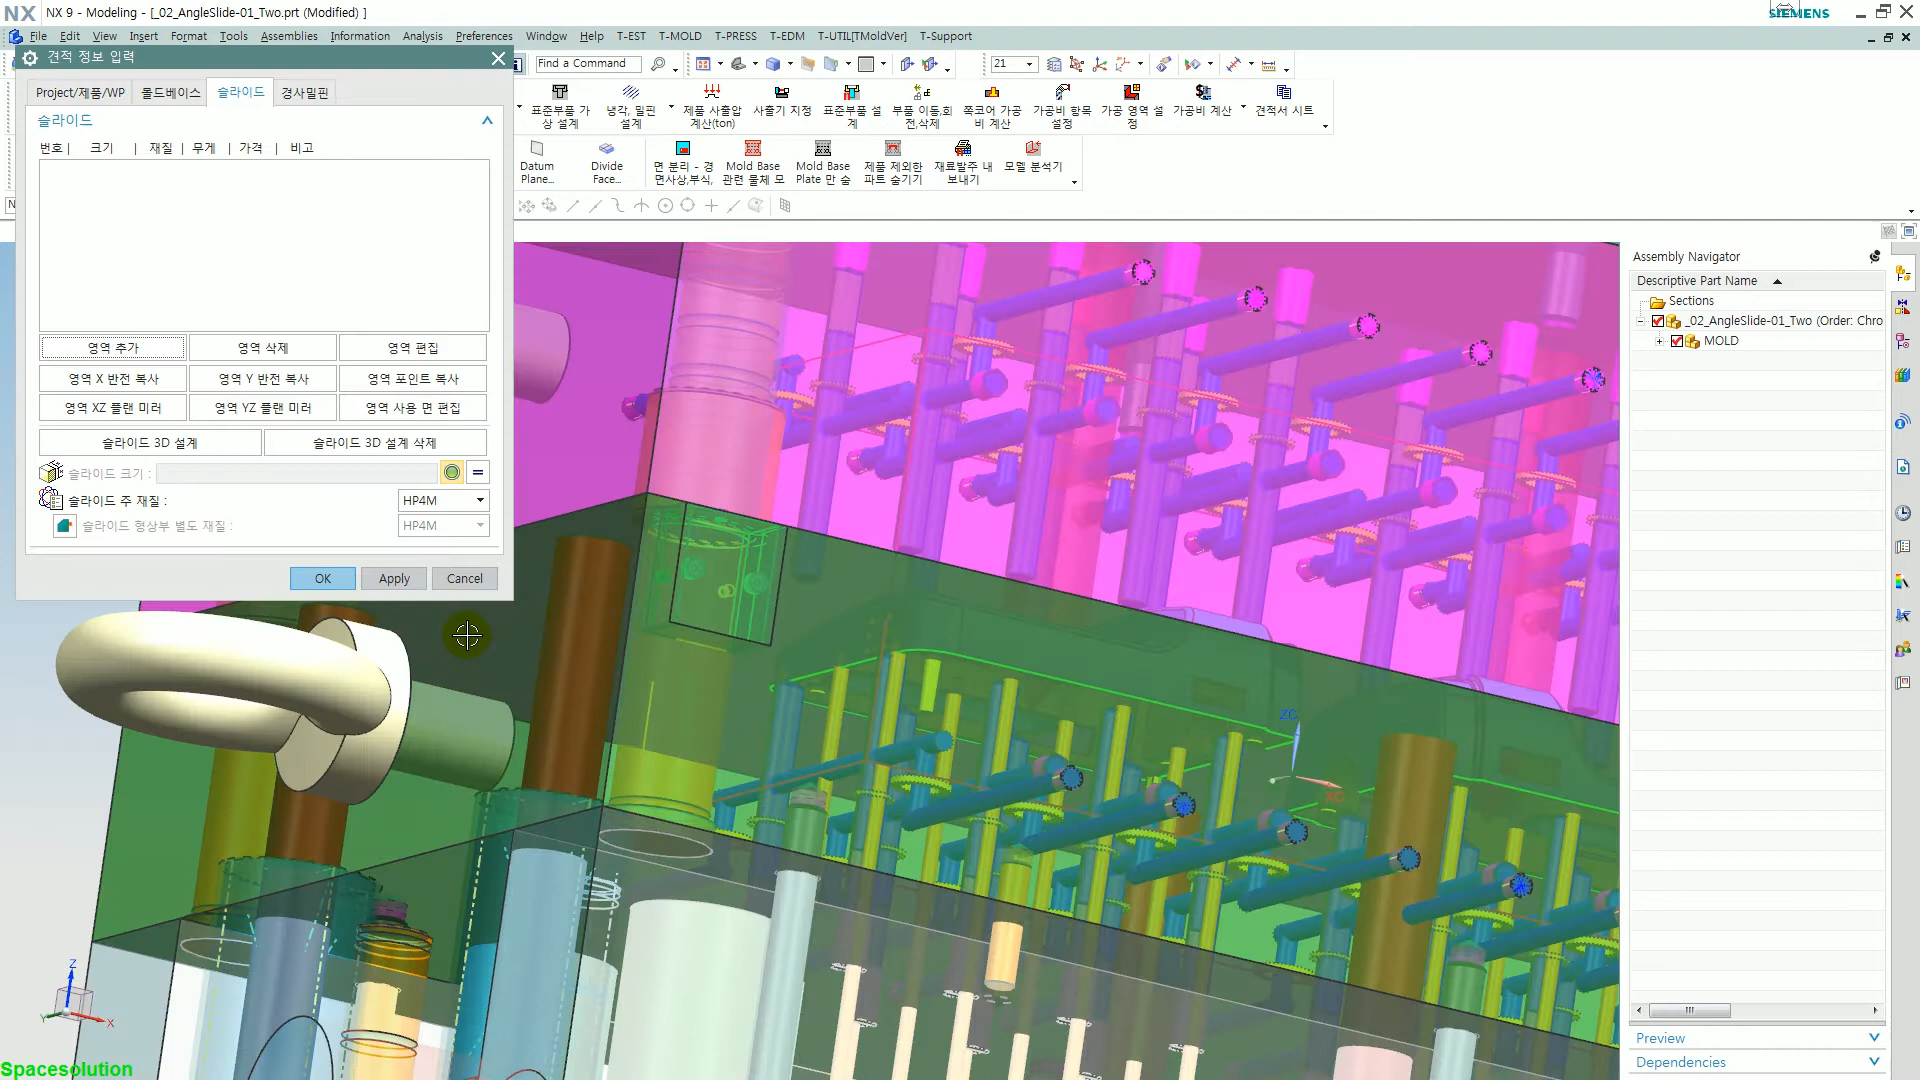 NX NX 9 - Modeling - [_02_AngleSlide-01_Two.prt (Modified) ] SIEMENS
File Edit View Insert Format Tools Assemblies Information Analysis Preferences Window Help T-EST T-MOLD T-PRESS T-EDM T-UTIL[TMoldVer] T-Support
견적 정보 입력
Find a Command 21
Project/제품/WP 몰드베이스 슬라이드 경사밀핀
표준부품 가상 설계 냉각, 밀핀 설계 제품 사출압 계산(ton) 사출기 지정 표준부품 설계 부품 이동,회전,삭제 쪽코어 가공비 계산 가공비 항목 설정 가공 영역 설정 가공비 계산 견적서 시트
슬라이드
번호 | 크기 | 재질 | 무게 | 가격 | 비고
Datum Plane... Divide Face... 면 분리 - 경면사상,부식, Mold Base 관련 물체 모 Mold Base Plate 만 숨 제품 제외한 파트 숨기기 재료발주 내보내기 모델 분석기
N
Assembly Navigator
Descriptive Part Name
Sections
_02_AngleSlide-01_Two (Order: Chro
MOLD
영역 추가 영역 삭제 영역 편집
영역 X 반전 복사 영역 Y 반전 복사 영역 포인트 복사
영역 XZ 플랜 미러 영역 YZ 플랜 미러 영역 사용 면 편집
슬라이드 3D 설계 슬라이드 3D 설계 삭제
슬라이드 크기 :
슬라이드 주 재질 : HP4M
슬라이드 형상부 별도 재질 : HP4M
OK Apply Cancel
ZC
XC
Z
Y X
Preview
Dependencies
Spacesolution